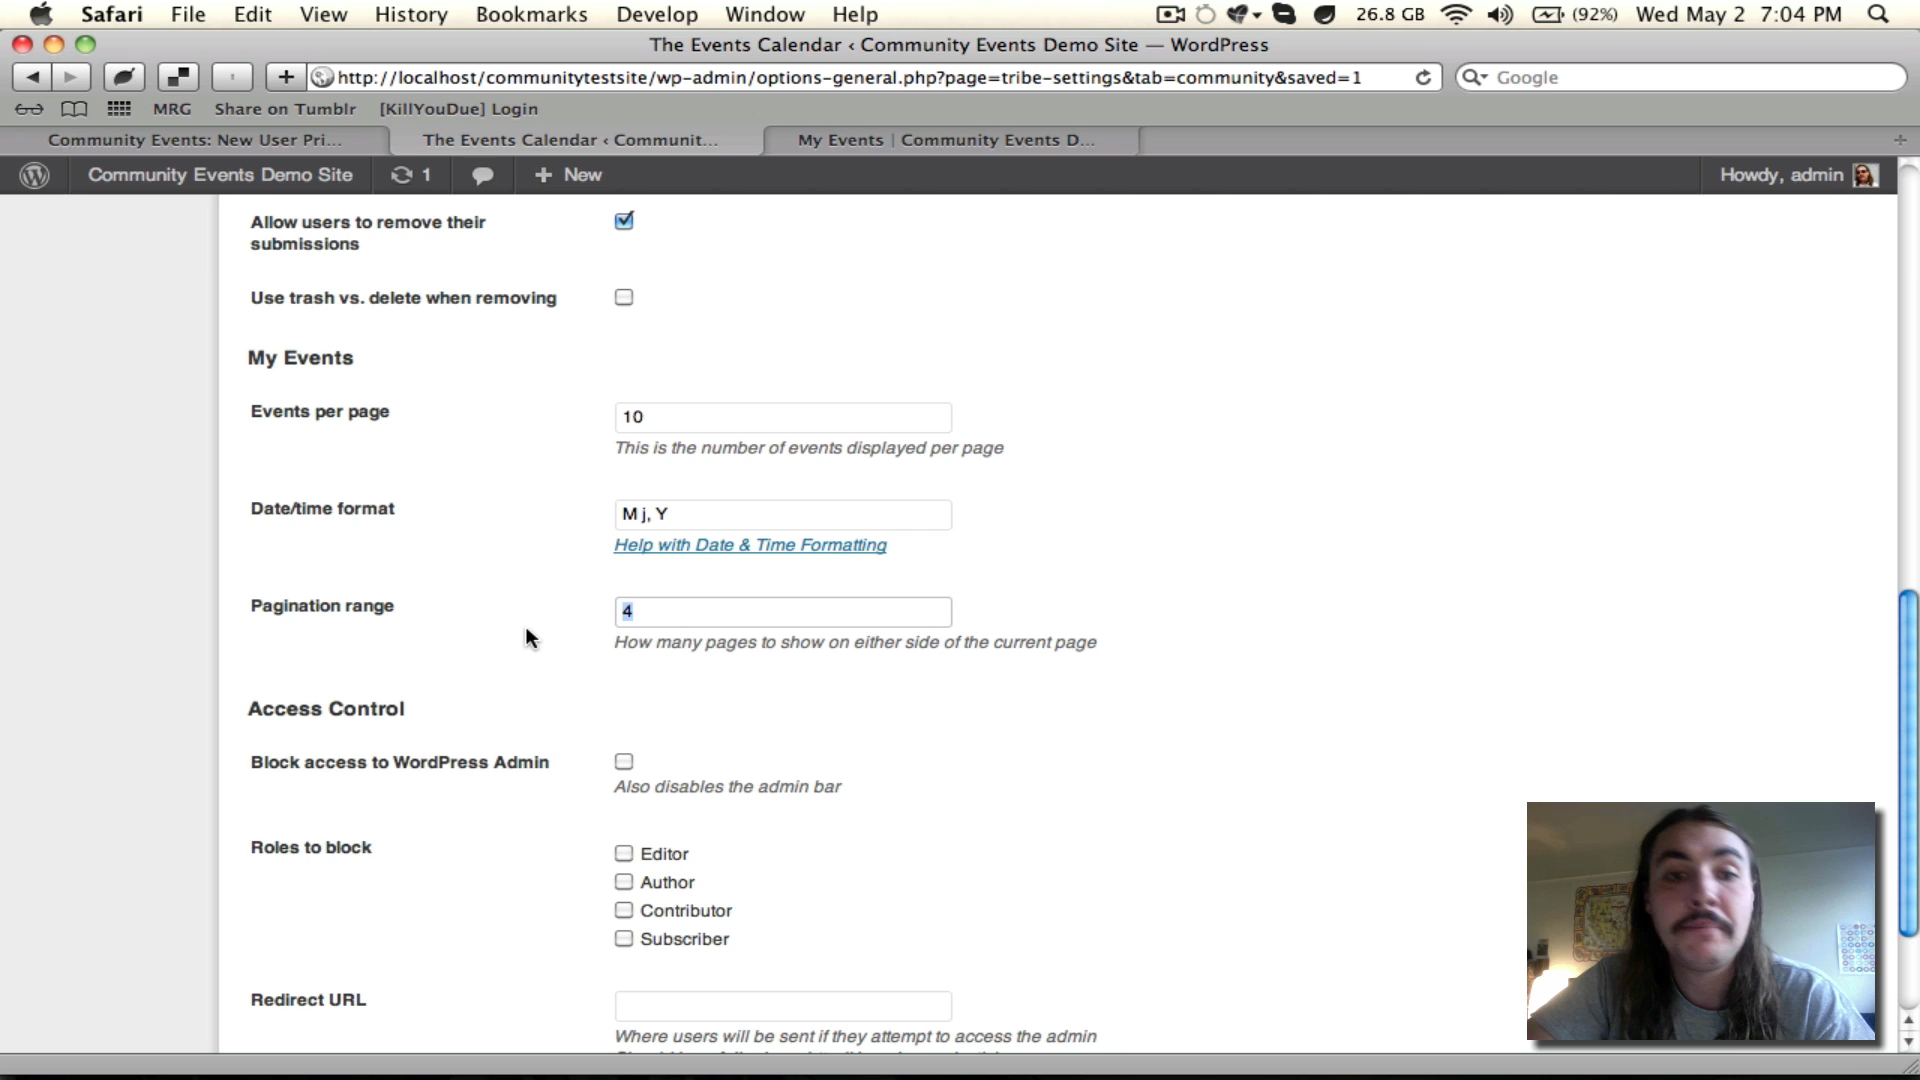 Safari File Edit View History Bookmarks Develop Window Help 26.8 GB (92%) Wed May 2 7:04 PM
The Events Calendar ‹ Community Events Demo Site — WordPress
http://localhost/communitytestsite/wp-admin/options-general.php?page=tribe-settings&tab=community&saved=1 Google
MRG Share on Tumblr [KillYouDue] Login
Community Events: New User Pri... The Events Calendar ‹ Communit... My Events | Community Events D...
Community Events Demo Site 1 + New Howdy, admin
Allow users to remove their
submissions
Use trash vs. delete when removing
My Events
Events per page 10
This is the number of events displayed per page
Date/time format M j, Y
Help with Date & Time Formatting
Pagination range 4
How many pages to show on either side of the current page
Access Control
Block access to WordPress Admin
Also disables the admin bar
Roles to block
Editor
Author
Contributor
Subscriber
Redirect URL
Where users will be sent if they attempt to access the admin